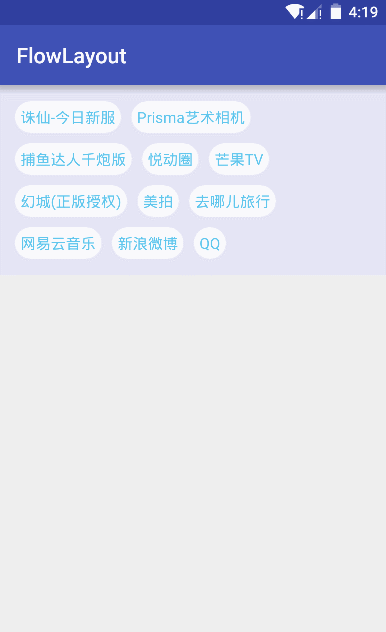 4:19
FlowLayout
诛仙-今日新服 Prisma艺术相机
捕鱼达人千炮版 悦动圈 芒果TV
幻城(正版授权) 美拍 去哪儿旅行
网易云音乐 新浪微博 QQ